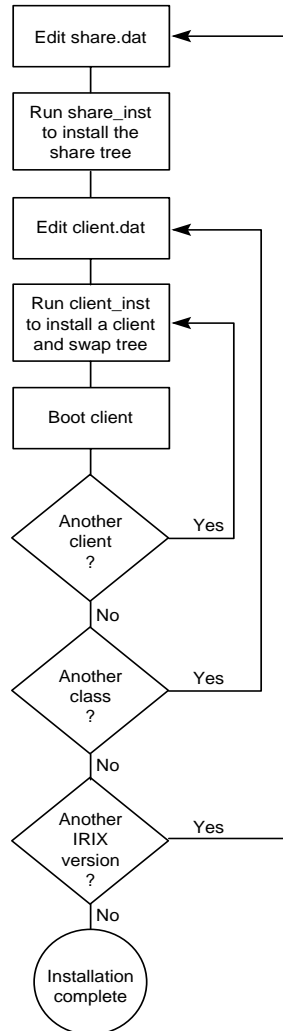 Edit share.dat
Run share_inst
to install the
share tree
Edit client.dat
Run client_inst
to install a client
and swap tree
Boot client
Another
client
?
Yes
No
Another
class
?
Yes
No
Another
IRIX
version
?
Yes
No
Installation
complete